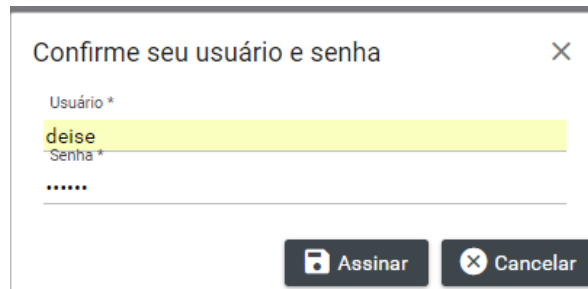 Confirme seu usuário e senha
Usuário *
deise
Senha *
••••••
Assinar
Cancelar